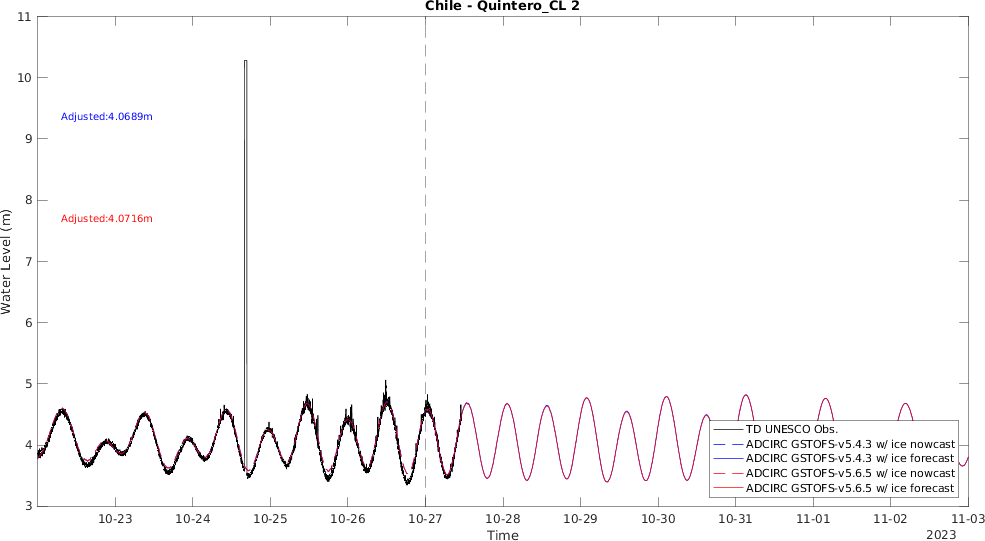 Chile - Quintero_CL 2
11
10
9
8
7
6
5
4
3
Water Level (m)
Adjusted:4.0689m
Adjusted:4.0716m
TD UNESCO Obs.
ADCIRC GSTOFS-v5.4.3 w/ ice nowcast
ADCIRC GSTOFS-v5.4.3 w/ ice forecast
ADCIRC GSTOFS-v5.6.5 w/ ice nowcast
ADCIRC GSTOFS-v5.6.5 w/ ice forecast
10-23 10-24 10-25 10-26 10-27 10-28 10-29 10-30 10-31 11-01 11-02 11-03
Time
2023